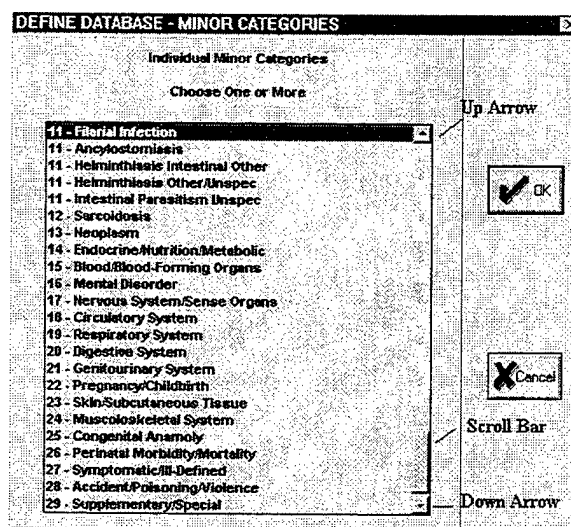 DEFINE DATABASE - MINOR CATEGORIES
Individual Minor Categories
Choose One or More
Up Arrow
11 - Filarial Infection
11 - Ancylostomiasis
11 - Helminthiasis Intestinal Other
11 - Helminthiasis Other/Unspec
11 - Intestinal Parasitism Unspec
12 - Sarcoidosis
13 - Neoplasm
14 - Endocrine/Nutrition/Metabolic
15 - Blood/Blood-Forming Organs
16 - Mental Disorder
17 - Nervous System/Sense Organs
18 - Circulatory System
19 - Respiratory System
20 - Digestive System
21 - Genitourinary System
22 - Pregnancy/Childbirth
23 - Skin/Subcutaneous Tissue
24 - Muscoloskeletal System
25 - Congenital Anamoly
26 - Perinatal Morbidity/Mortality
27 - Symptomatic/Ill-Defined
28 - Accident/Poisoning/Violence
29 - Supplementary/Special
OK
Cancel
Scroll Bar
Down Arrow